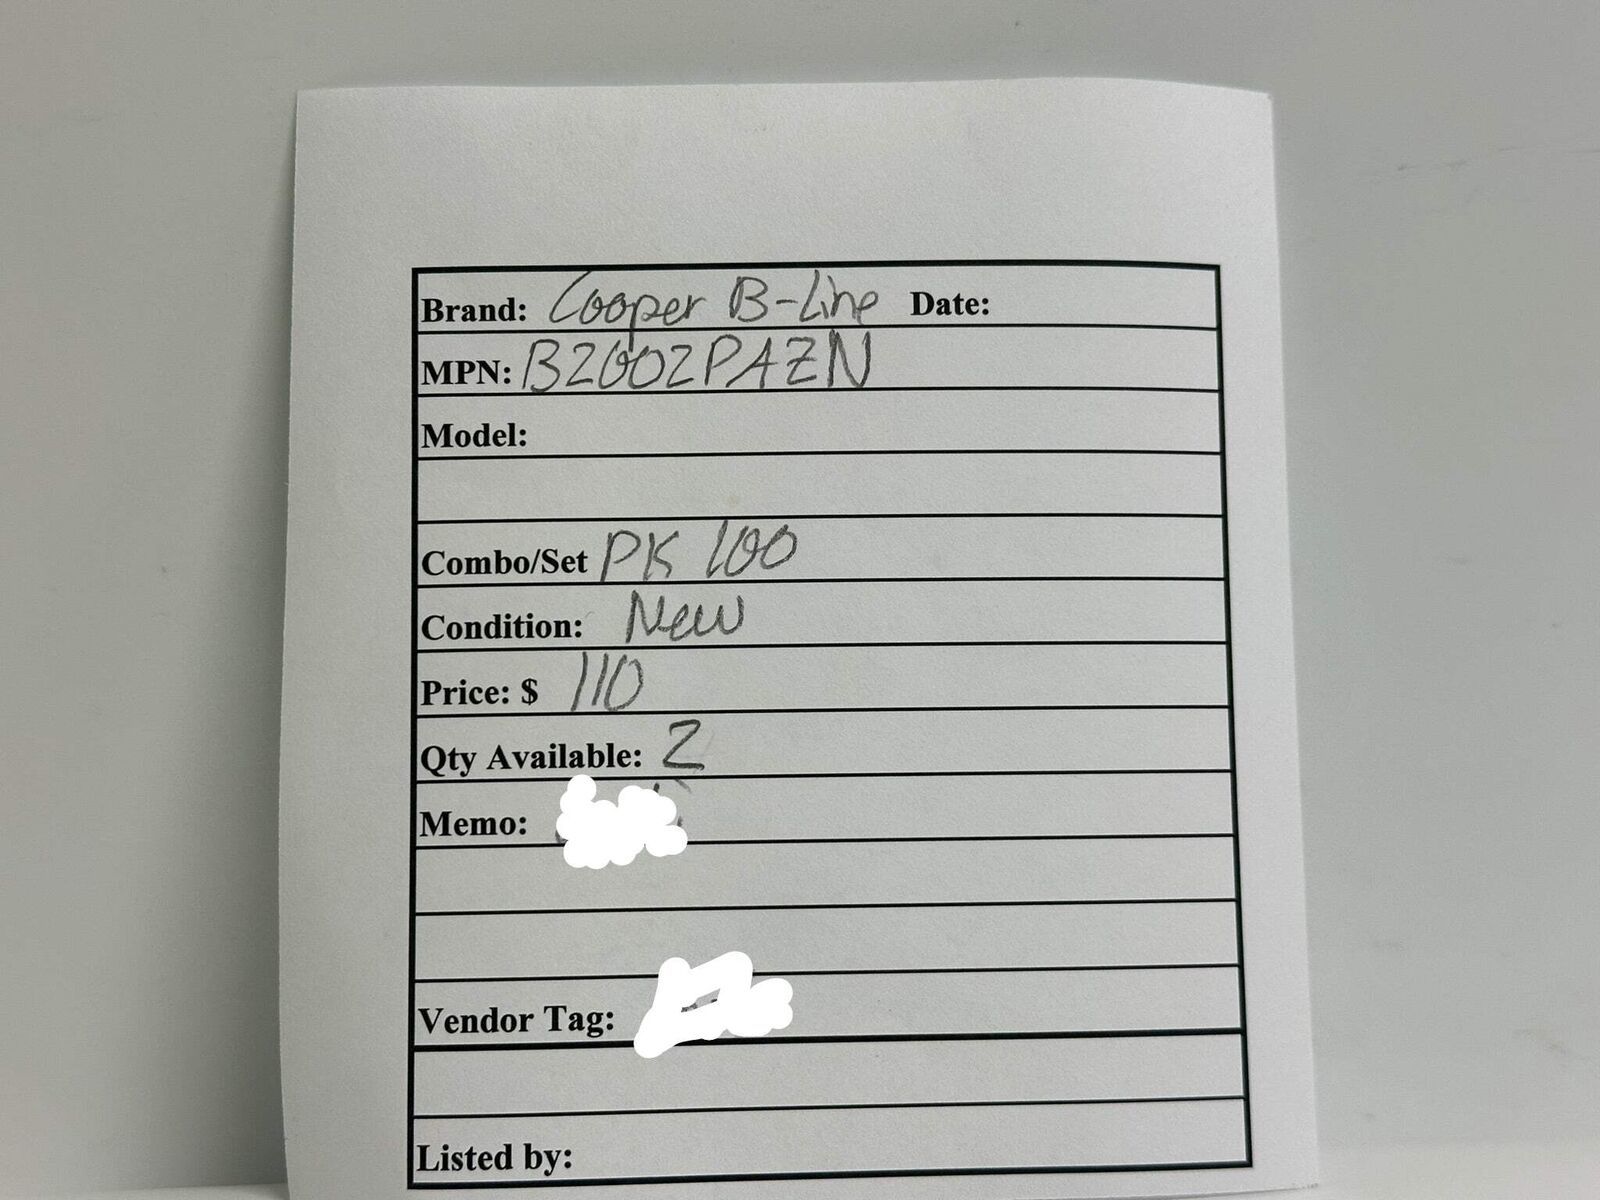 Brand: Cooper B-Line Date:
MPN: B2002PAZN
Model:
Combo/Set PK 100
Condition: New
Price: $ 110
Qty Available: 2
Memo:
Vendor Tag:
Listed by: